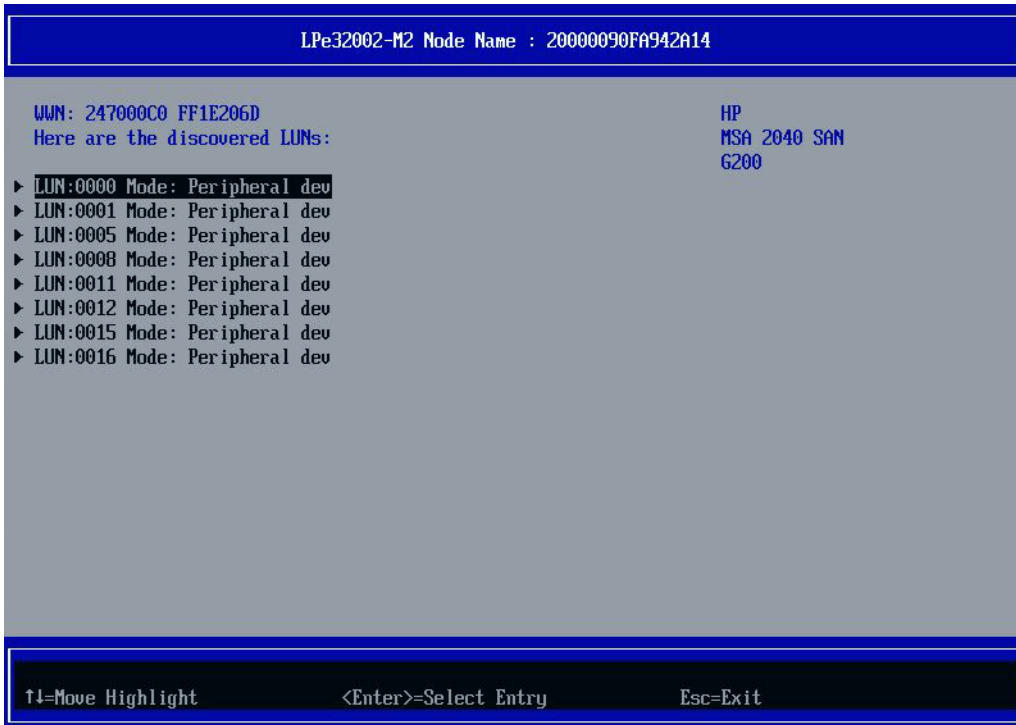 LPe32002-M2 Node Name : 20000090FA942A14
WWN: 247000C0 FF1E206D
Here are the discovered LUNs:
HP
MSA 2040 SAN
G200
► LUN:0000 Mode: Peripheral dev
► LUN:0001 Mode: Peripheral dev
► LUN:0005 Mode: Peripheral dev
► LUN:0008 Mode: Peripheral dev
► LUN:0011 Mode: Peripheral dev
► LUN:0012 Mode: Peripheral dev
► LUN:0015 Mode: Peripheral dev
► LUN:0016 Mode: Peripheral dev
↑↓=Move Highlight <Enter>=Select Entry Esc=Exit